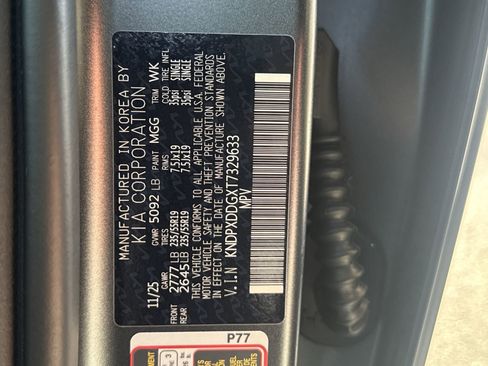 MANUFACTURED IN KOREA BY
KIA CORPORATION
GVWR 5092 LB PAINT MGG TRIM WK
11/25 GAWR TIRES RIMS COLD TIRE INFL
FRONT 2777 LB 235/55R19 7.5Jx19 35psi SINGLE
REAR 2645 LB 235/55R19 7.5Jx19 35psi SINGLE
THIS VEHICLE CONFORMS TO ALL APPLICABLE U.S.A. FEDERAL
MOTOR VEHICLE SAFETY AND THEFT PREVENTION STANDARDS
IN EFFECT ON THE DATE OF MANUFACTURE SHOWN ABOVE.
V.I.N KNDPXDDGXT7329633
MPV
P77